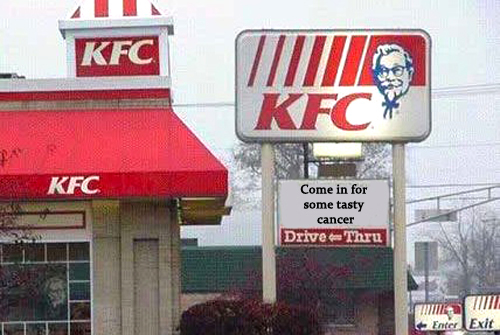 KFC
KFC
KFC
Come in for
some tasty
cancer
Drive Thru
Enter
Exit